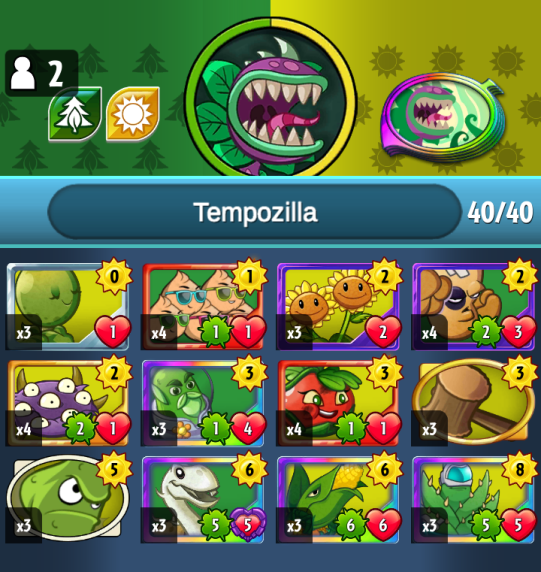 2
Tempozilla 40/40
0 1 2 2
x3 1 x4 1 1 x3 2 x4 2 3
2 3 3 3
x4 2 1 x3 1 4 x4 1 1 x3
5 6 6 8
x3 x3 5 5 x3 6 6 x3 5 5